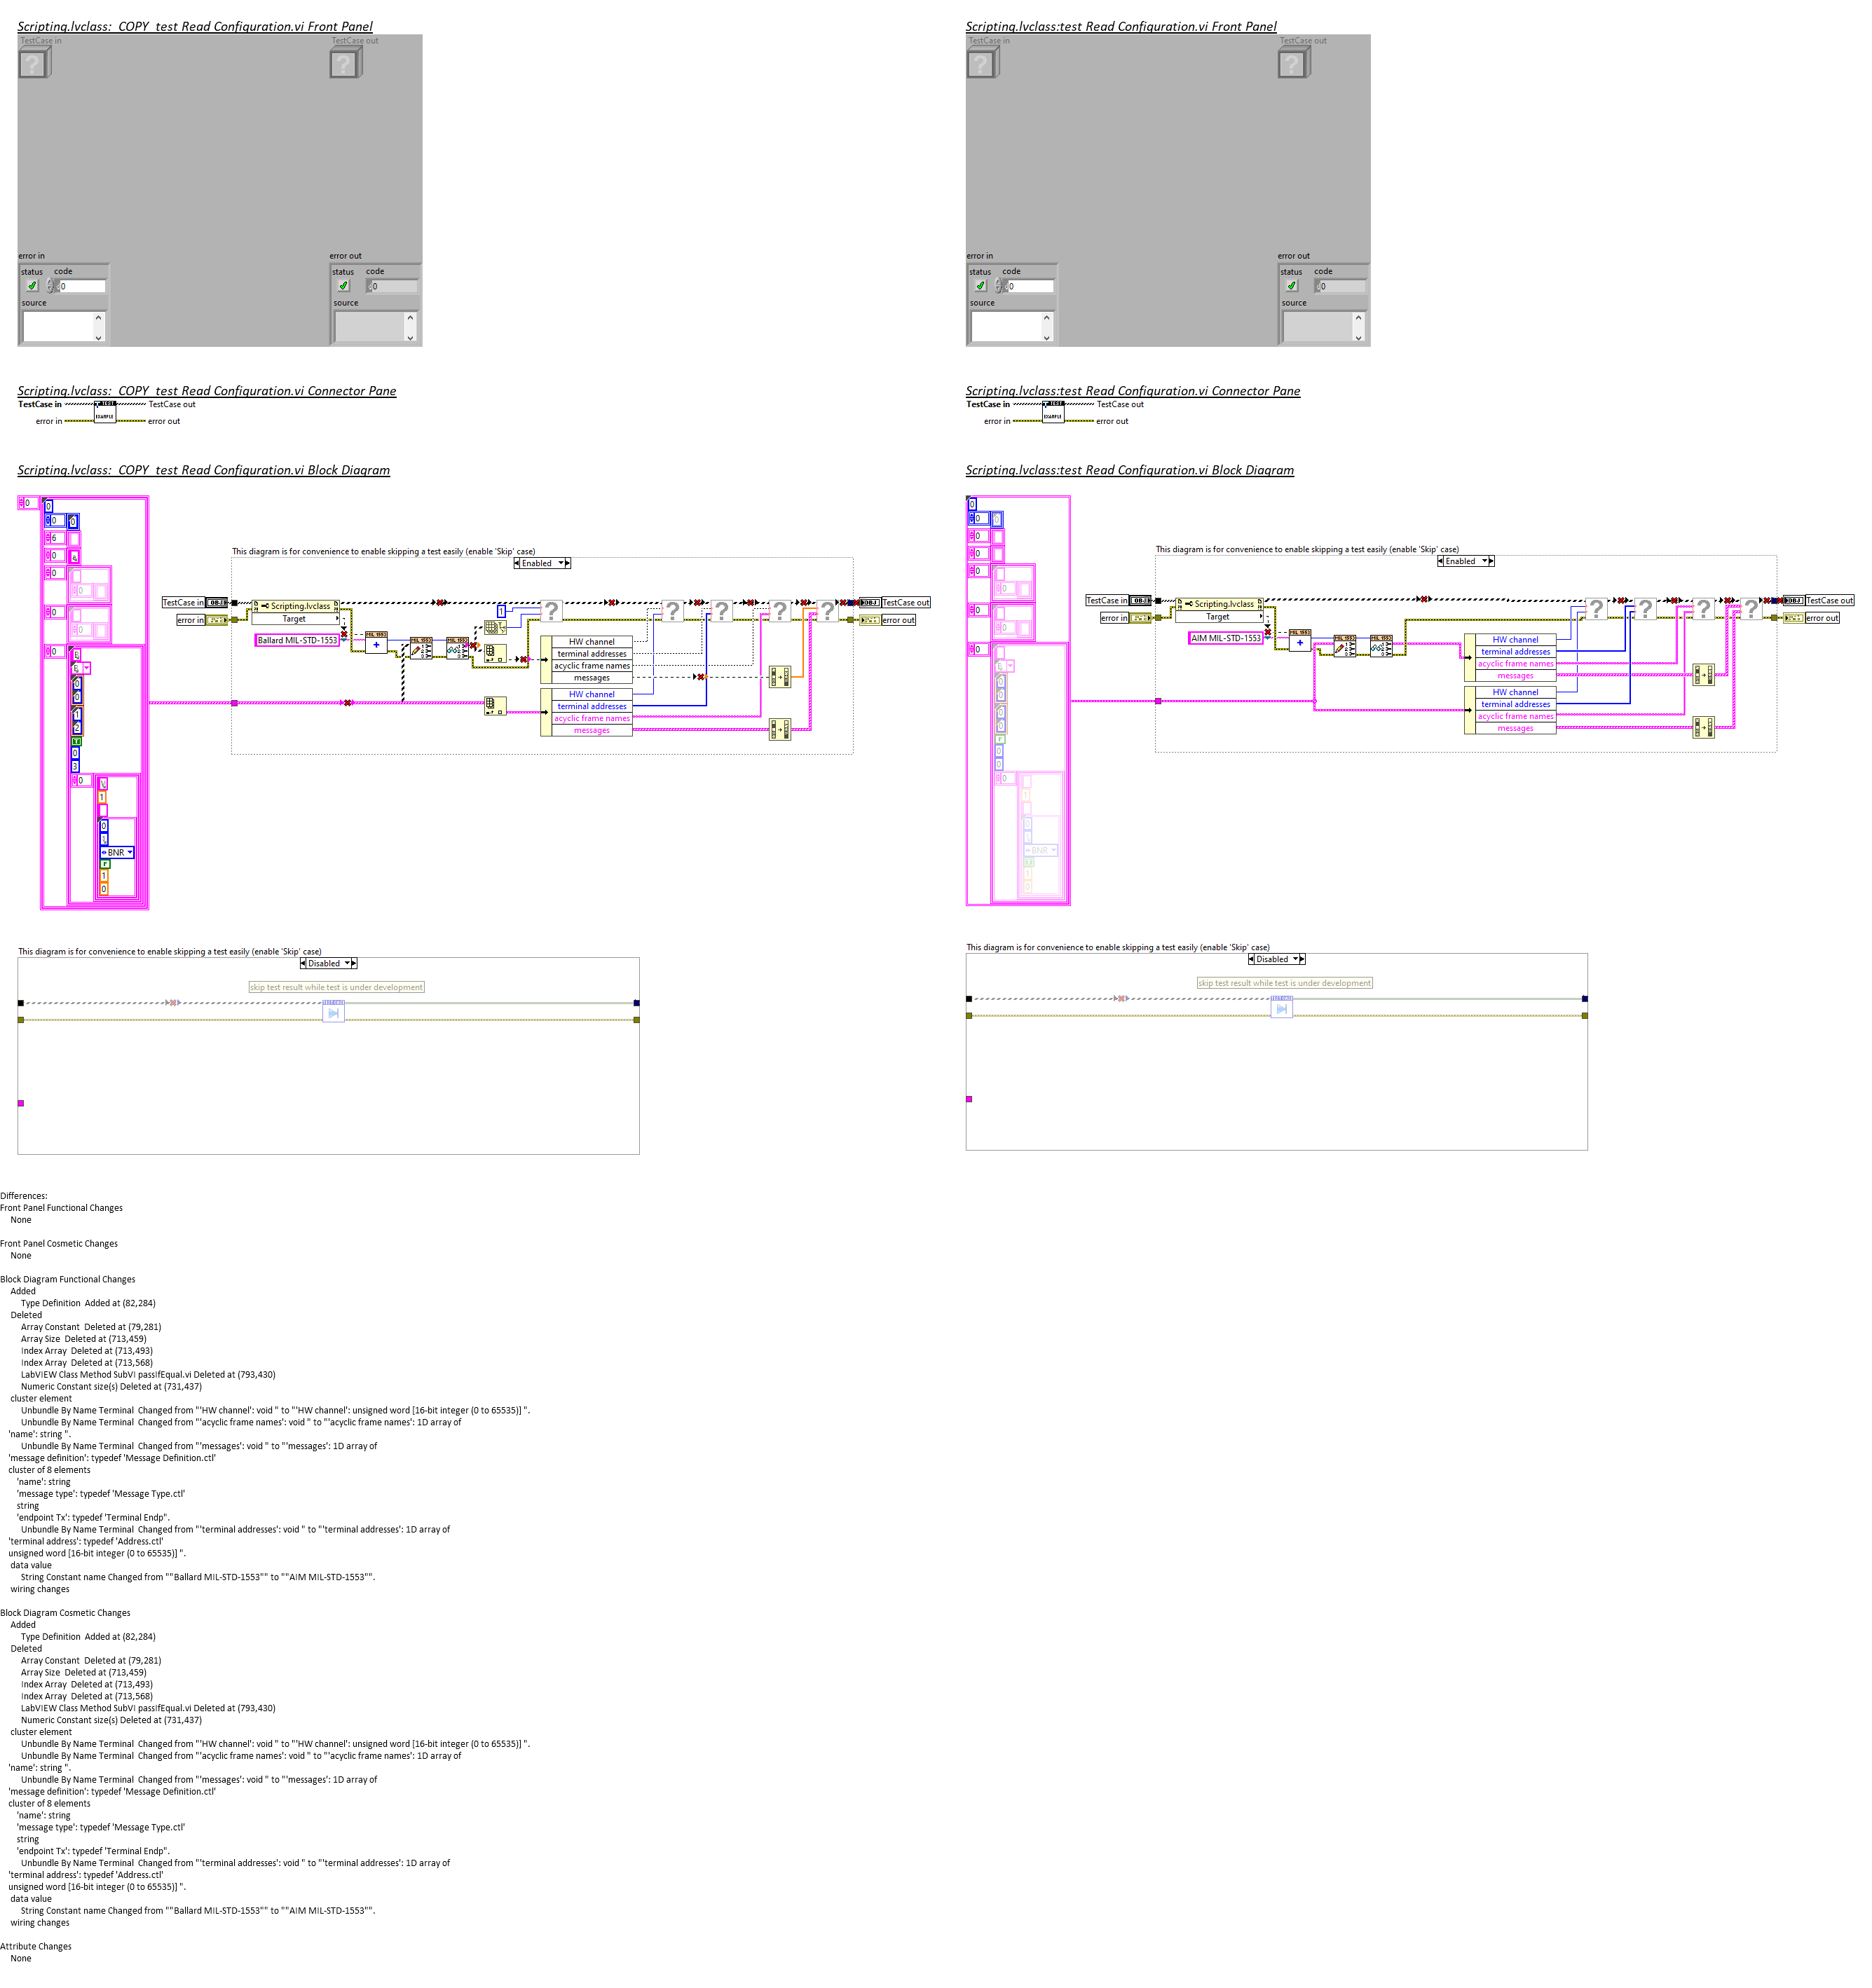 Scripting.lvclass:_COPY_test Read Configuration.vi Front Panel
TestCase in
TestCase out
error in
status code
0
source
error out
status code
0
source
Scripting.lvclass:test Read Configuration.vi Front Panel
TestCase in
TestCase out
error in
status code
0
source
error out
status code
0
source
Scripting.lvclass:_COPY_test Read Configuration.vi Connector Pane
TestCase in
TestCase out
error in
error out
TEST
EXAMPLE
Scripting.lvclass:test Read Configuration.vi Connector Pane
TestCase in
TestCase out
error in
error out
TEST
EXAMPLE
Scripting.lvclass:_COPY_test Read Configuration.vi Block Diagram
This diagram is for convenience to enable skipping a test easily (enable 'Skip' case)
Enabled
TestCase in
error in
Scripting.lvclass
Target
Ballard MIL-STD-1553
1
HW channel
terminal addresses
acyclic frame names
messages
HW channel
terminal addresses
acyclic frame names
messages
TestCase out
error out
BNR
This diagram is for convenience to enable skipping a test easily (enable 'Skip' case)
Disabled
skip test result while test is under development
Scripting.lvclass:test Read Configuration.vi Block Diagram
This diagram is for convenience to enable skipping a test easily (enable 'Skip' case)
Enabled
TestCase in
error in
Scripting.lvclass
Target
AIM MIL-STD-1553
HW channel
terminal addresses
acyclic frame names
messages
HW channel
terminal addresses
acyclic frame names
messages
TestCase out
error out
BNR
This diagram is for convenience to enable skipping a test easily (enable 'Skip' case)
Disabled
skip test result while test is under development
Differences:
Front Panel Functional Changes
None
Front Panel Cosmetic Changes
None
Block Diagram Functional Changes
Added
Type Definition  Added at (82,284)
Deleted
Array Constant  Deleted at (79,281)
Array Size  Deleted at (713,459)
Index Array  Deleted at (713,493)
Index Array  Deleted at (713,568)
LabVIEW Class Method SubVI passIfEqual.vi Deleted at (793,430)
Numeric Constant size(s) Deleted at (731,437)
cluster element
Unbundle By Name Terminal  Changed from "'HW channel': void " to "'HW channel': unsigned word [16-bit integer (0 to 65535)] ".
Unbundle By Name Terminal  Changed from "'acyclic frame names': void " to "'acyclic frame names': 1D array of
'name': string ".
Unbundle By Name Terminal  Changed from "'messages': void " to "'messages': 1D array of
'message definition': typedef 'Message Definition.ctl'
cluster of 8 elements
'name': string
'message type': typedef 'Message Type.ctl'
string
'endpoint Tx': typedef 'Terminal Endp".
Unbundle By Name Terminal  Changed from "'terminal addresses': void " to "'terminal addresses': 1D array of
'terminal address': typedef 'Address.ctl'
unsigned word [16-bit integer (0 to 65535)] ".
data value
String Constant name Changed from ""Ballard MIL-STD-1553"" to ""AIM MIL-STD-1553"".
wiring changes
Block Diagram Cosmetic Changes
Added
Type Definition  Added at (82,284)
Deleted
Array Constant  Deleted at (79,281)
Array Size  Deleted at (713,459)
Index Array  Deleted at (713,493)
Index Array  Deleted at (713,568)
LabVIEW Class Method SubVI passIfEqual.vi Deleted at (793,430)
Numeric Constant size(s) Deleted at (731,437)
cluster element
Unbundle By Name Terminal  Changed from "'HW channel': void " to "'HW channel': unsigned word [16-bit integer (0 to 65535)] ".
Unbundle By Name Terminal  Changed from "'acyclic frame names': void " to "'acyclic frame names': 1D array of
'name': string ".
Unbundle By Name Terminal  Changed from "'messages': void " to "'messages': 1D array of
'message definition': typedef 'Message Definition.ctl'
cluster of 8 elements
'name': string
'message type': typedef 'Message Type.ctl'
string
'endpoint Tx': typedef 'Terminal Endp".
Unbundle By Name Terminal  Changed from "'terminal addresses': void " to "'terminal addresses': 1D array of
'terminal address': typedef 'Address.ctl'
unsigned word [16-bit integer (0 to 65535)] ".
data value
String Constant name Changed from ""Ballard MIL-STD-1553"" to ""AIM MIL-STD-1553"".
wiring changes
Attribute Changes
None